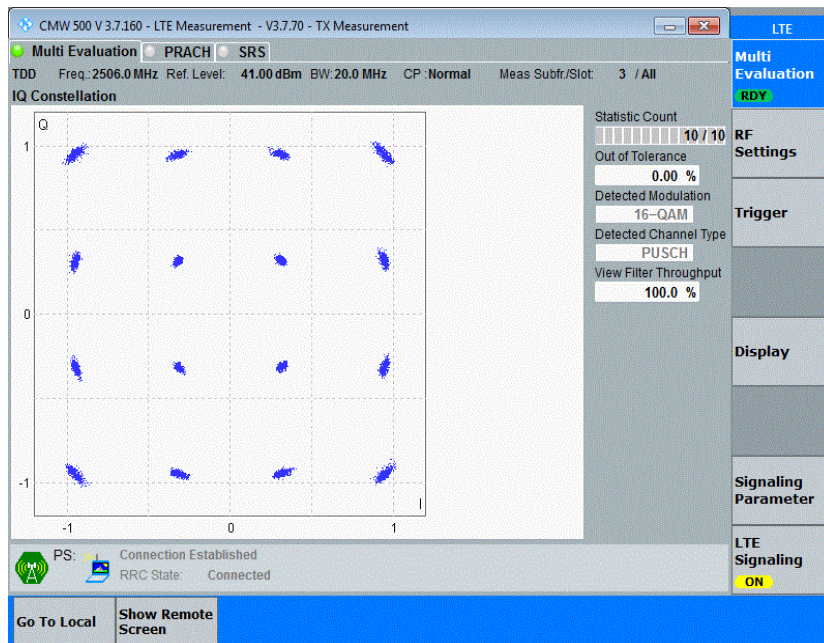 CMW 500 V 3.7.160 - LTE Measurement - V3.7.70 - TX Measurement
LTE
Multi Evaluation PRACH SRS
Multi
Evaluation
RDY
TDD Freq.: 2506.0 MHz Ref. Level: 41.00 dBm BW: 20.0 MHz CP : Normal Meas Subfr./Slot: 3 / All
IQ Constellation
Q
1
0
-1
-1 0 1
I
Statistic Count
10 / 10
Out of Tolerance
0.00 %
Detected Modulation
16-QAM
Detected Channel Type
PUSCH
View Filter Throughput
100.0 %
RF
Settings
Trigger
Display
Signaling
Parameter
LTE
Signaling
ON
PS: Connection Established
RRC State: Connected
Go To Local
Show Remote
Screen